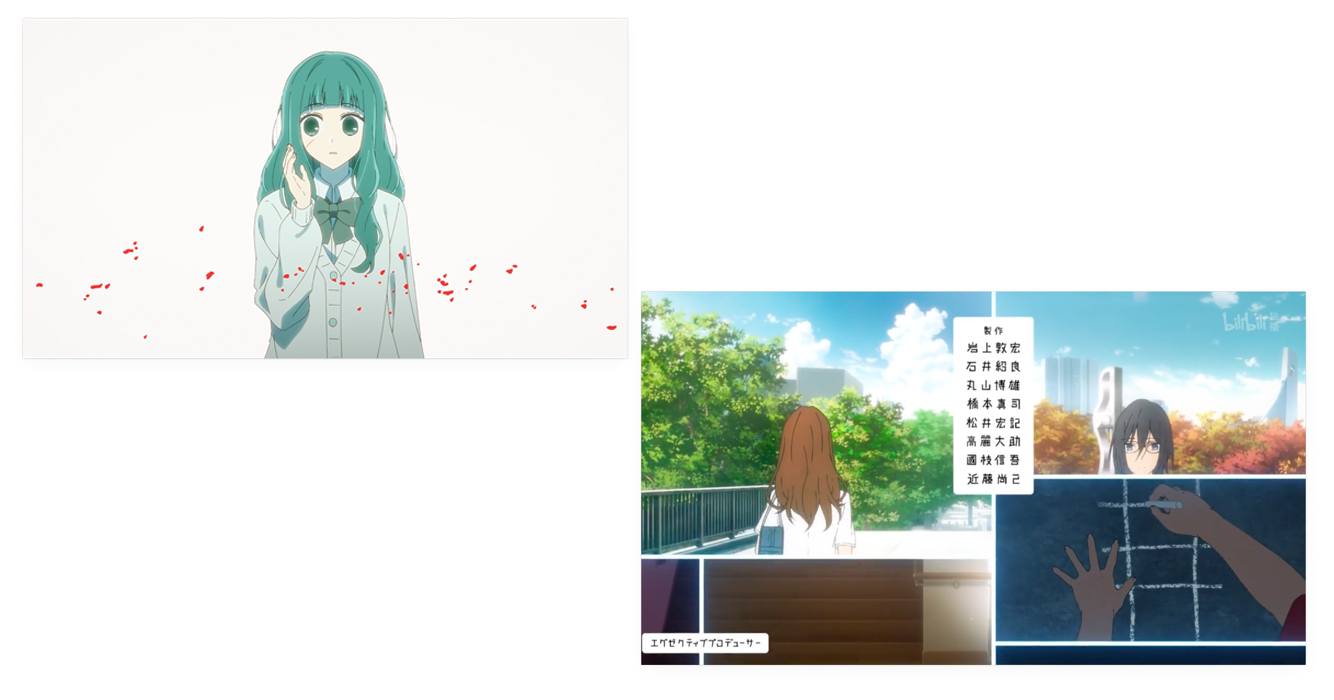 bilibili
製作
岩上敦宏
石井紹良
丸山博雄
橋本真司
松井宏記
高麗大助
國枝信吾
近藤尚己
エグゼクティブプロデューサー